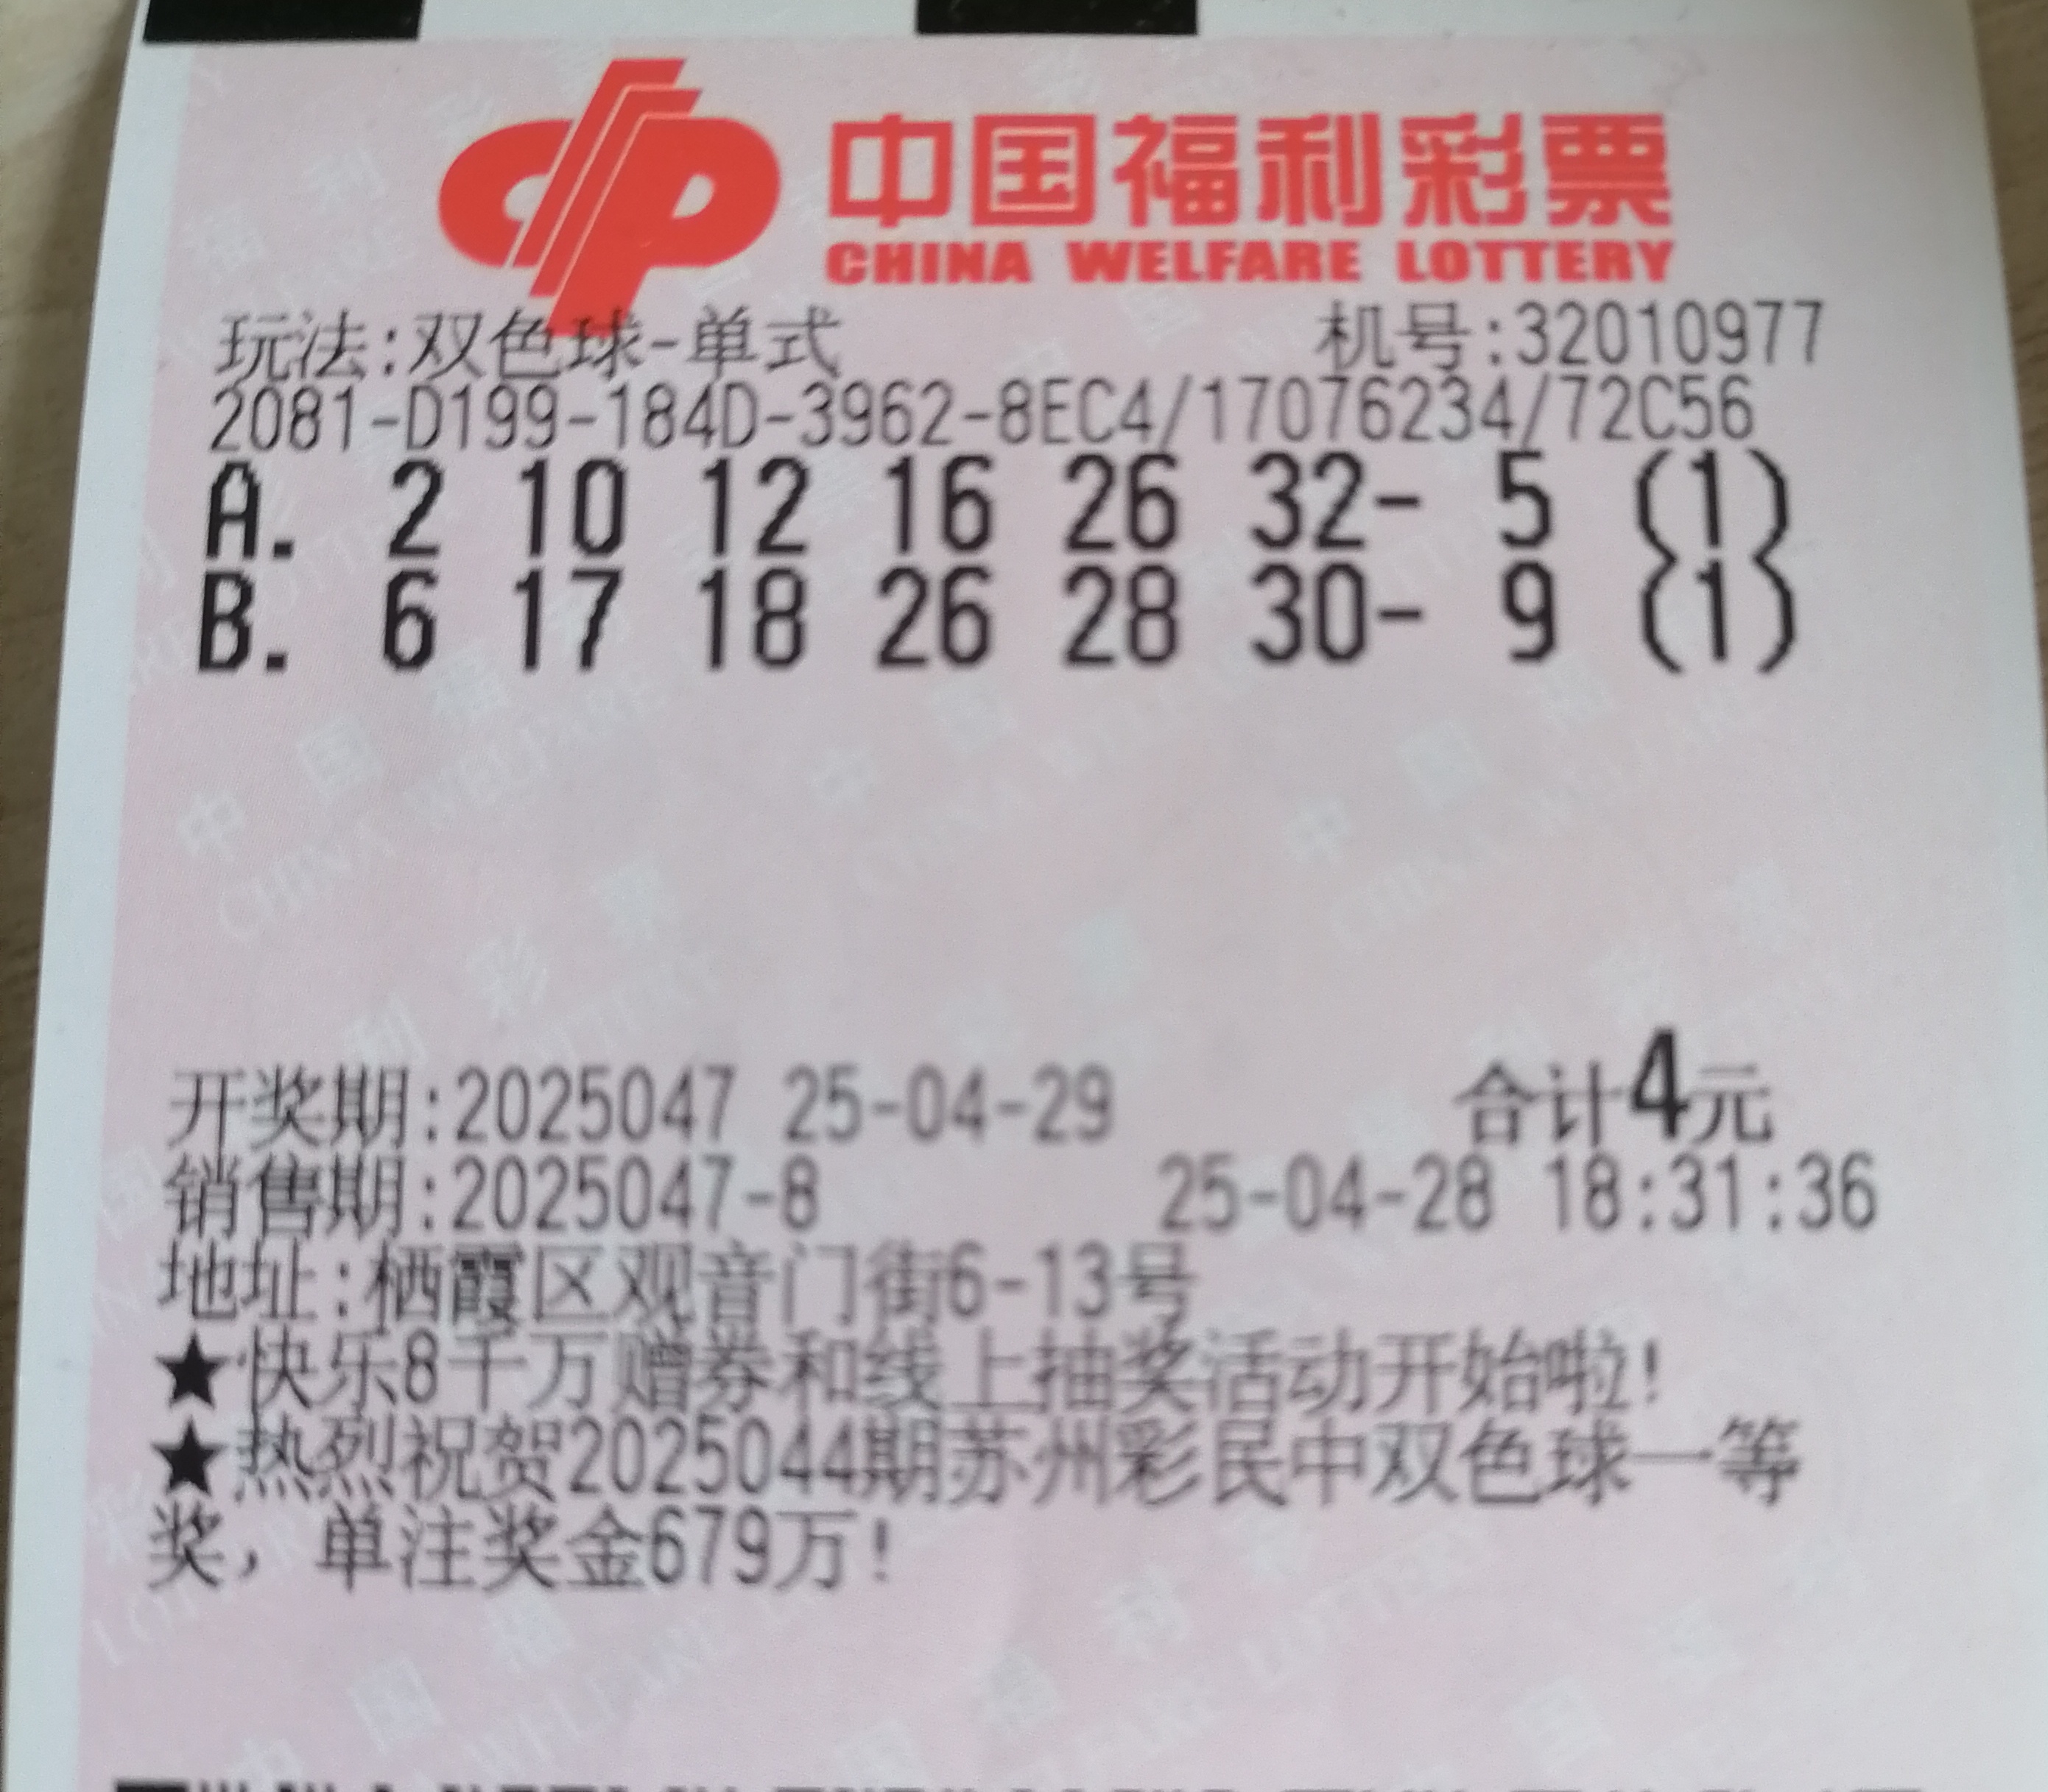 中国福利彩票
CHINA WELFARE LOTTERY
玩法:双色球-单式 机号:32010977
2081-D199-184D-3962-8EC4/17076234/72C56
A. 2 10 12 16 26 32- 5 (1)
B. 6 17 18 26 28 30- 9 (1)
开奖期:2025047 25-04-29 合计4元
销售期:2025047-8 25-04-28 18:31:36
地址:栖霞区观音门街6-13号
★快乐8千万赠券和线上抽奖活动开始啦!
★热烈祝贺2025044期苏州彩民中双色球一等
奖，单注奖金679万!